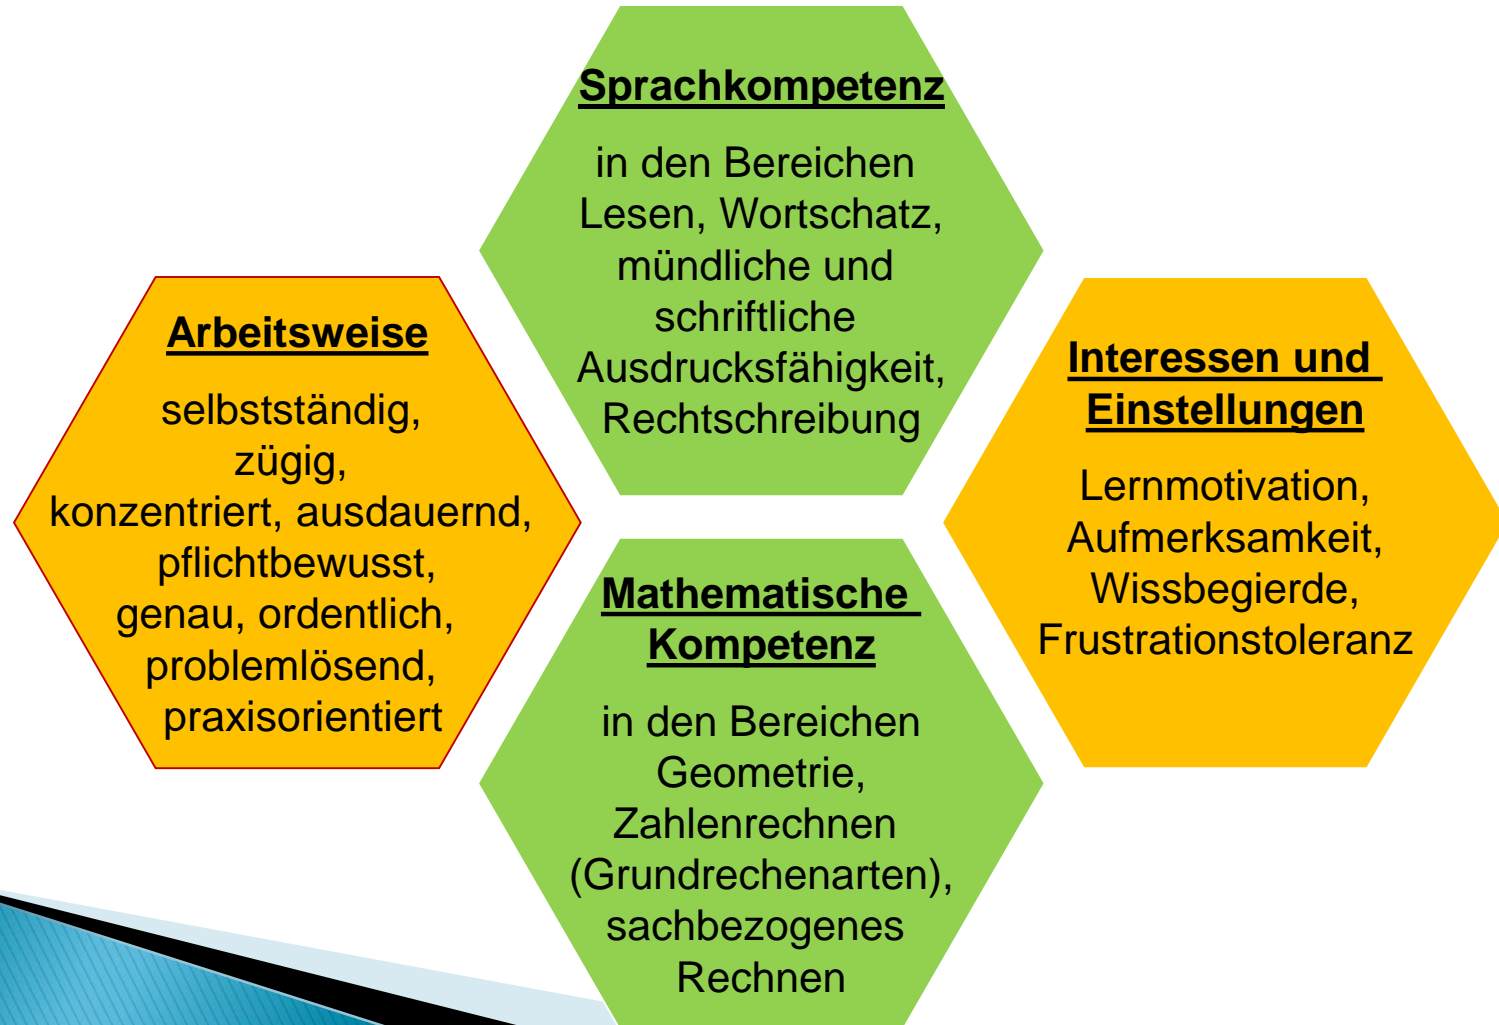 Sprachkompetenz
in den Bereichen
Lesen, Wortschatz,
mündliche und
schriftliche
Ausdrucksfähigkeit,
Rechtschreibung
Arbeitsweise
selbstständig,
zügig,
konzentriert, ausdauernd,
pflichtbewusst,
genau, ordentlich,
problemlösend,
praxisorientiert
Interessen und
Einstellungen
Lernmotivation,
Aufmerksamkeit,
Wissbegierde,
Frustrationstoleranz
Mathematische
Kompetenz
in den Bereichen
Geometrie,
Zahlenrechnen
(Grundrechenarten),
sachbezogenes
Rechnen